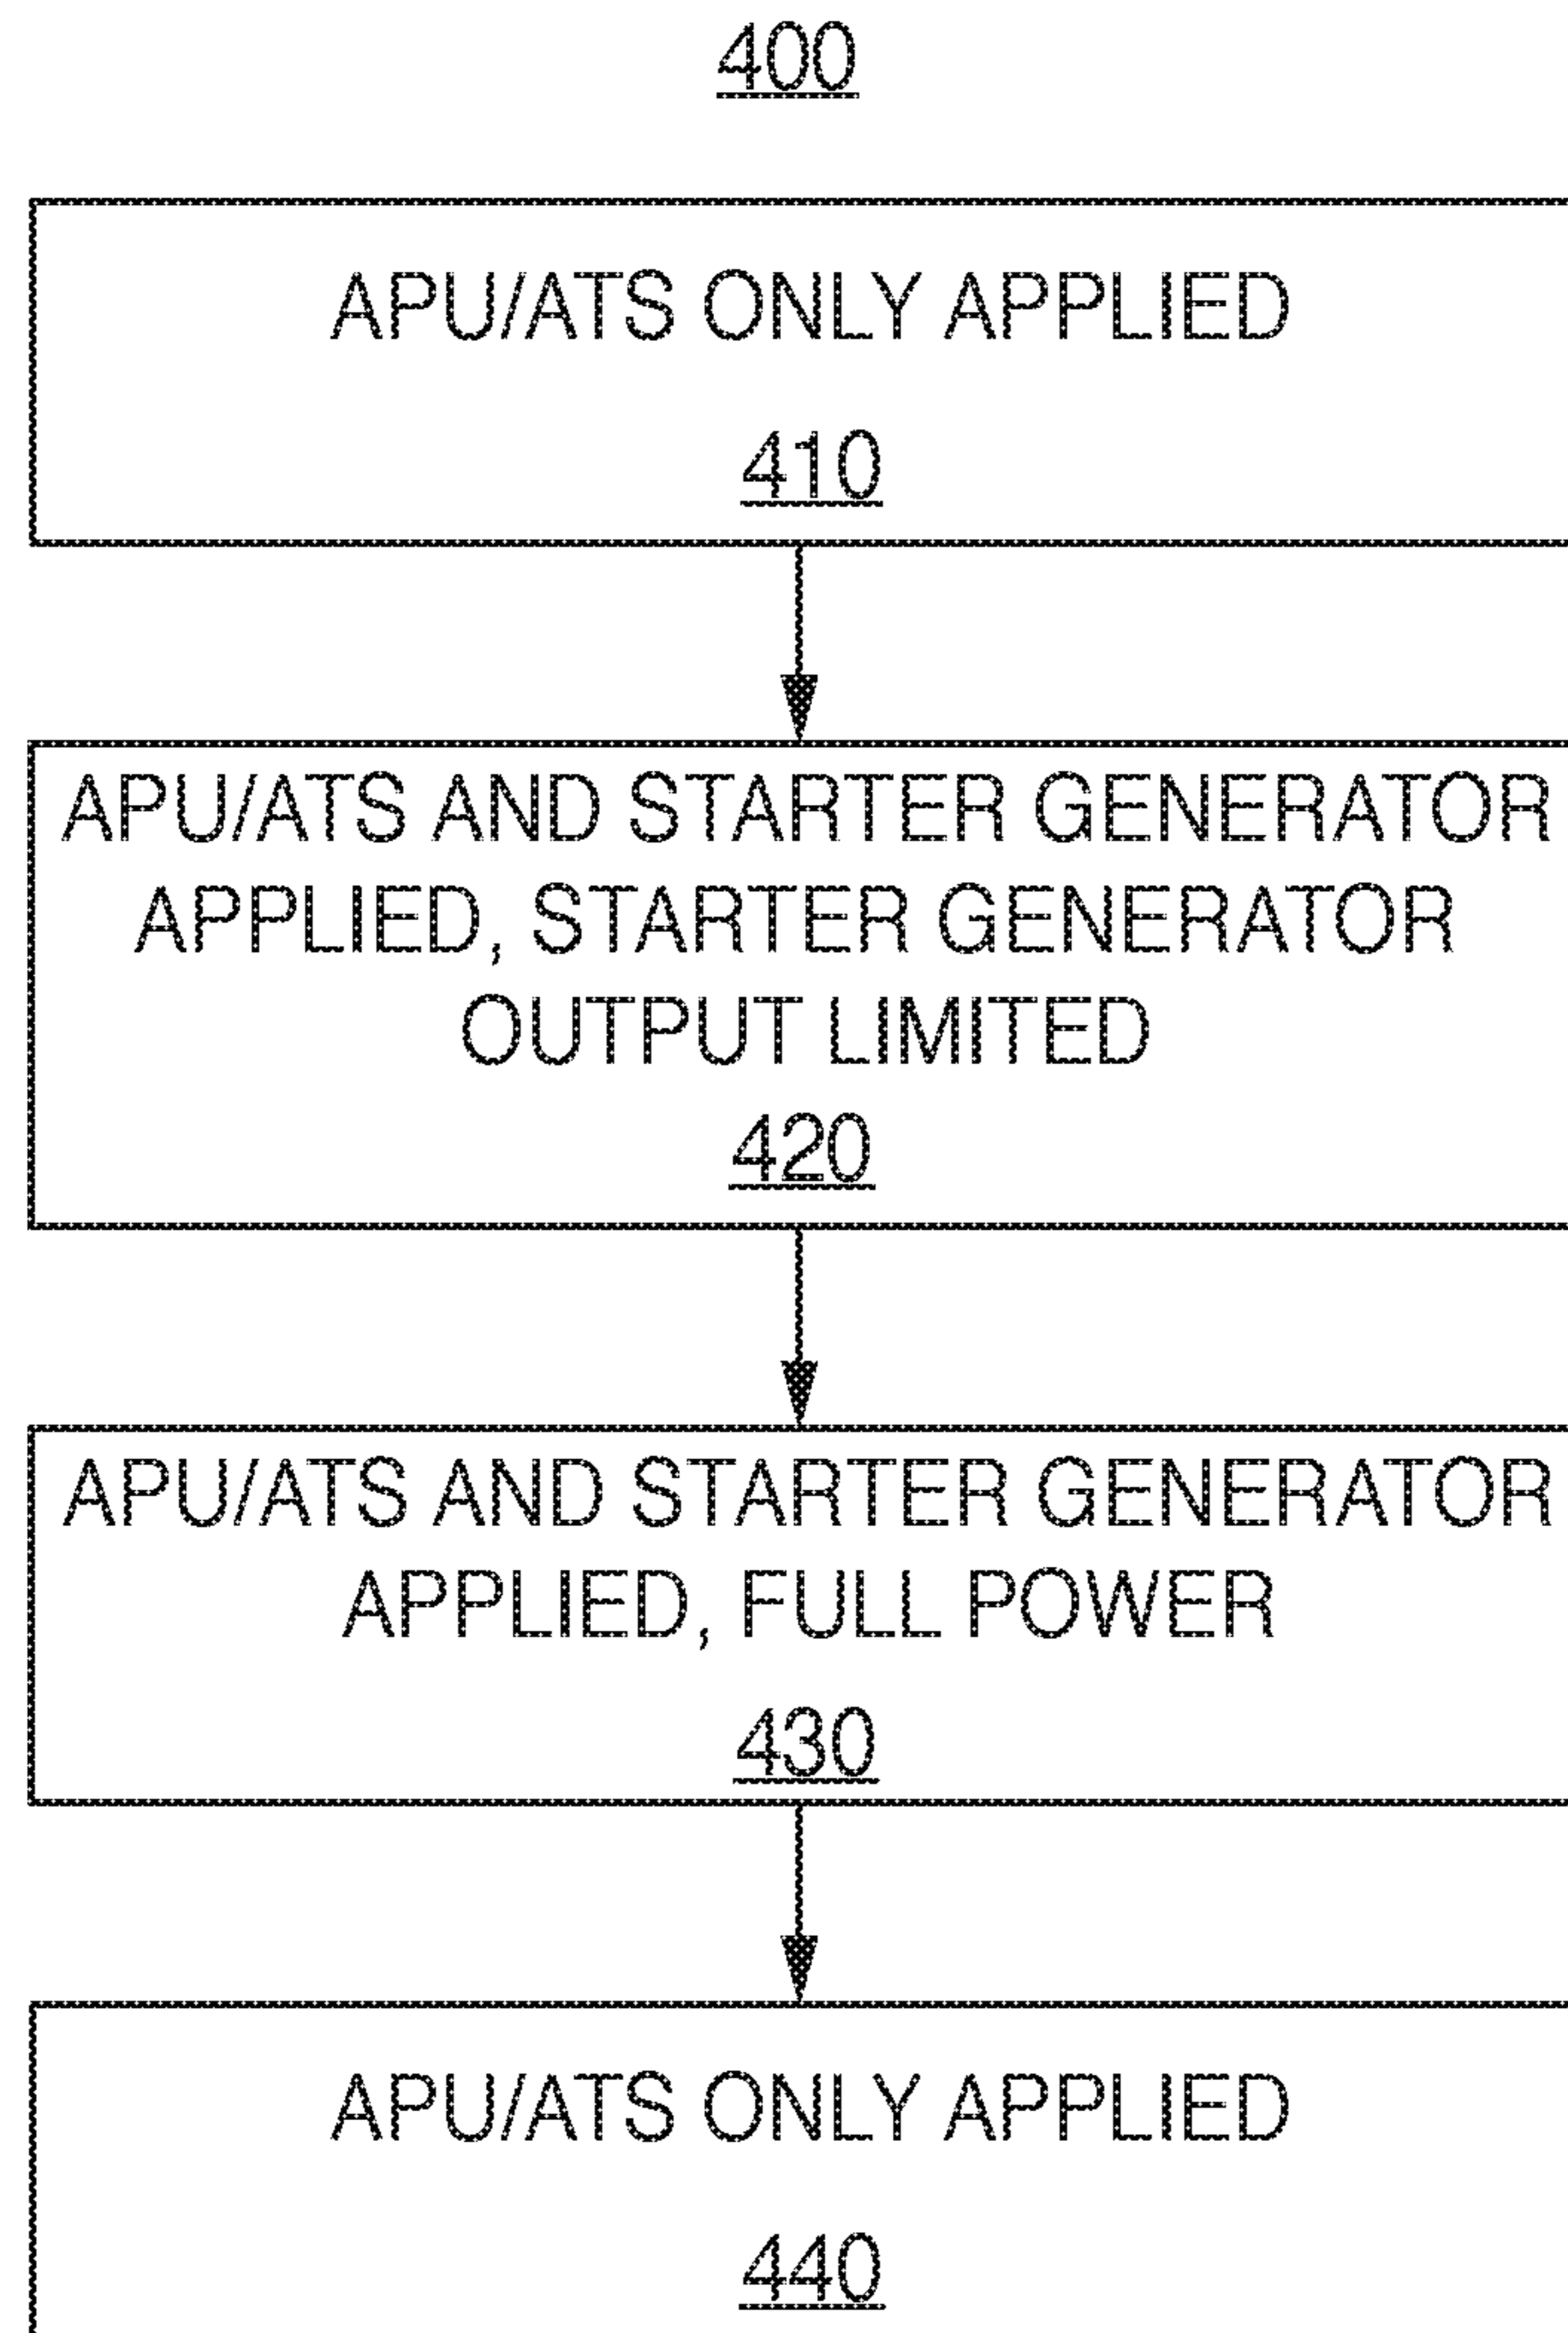 400
APU/ATS ONLY APPLIED
410
APU/ATS AND STARTER GENERATOR
APPLIED, STARTER GENERATOR
OUTPUT LIMITED
420
APU/ATS AND STARTER GENERATOR
APPLIED, FULL POWER
430
APU/ATS ONLY APPLIED
440